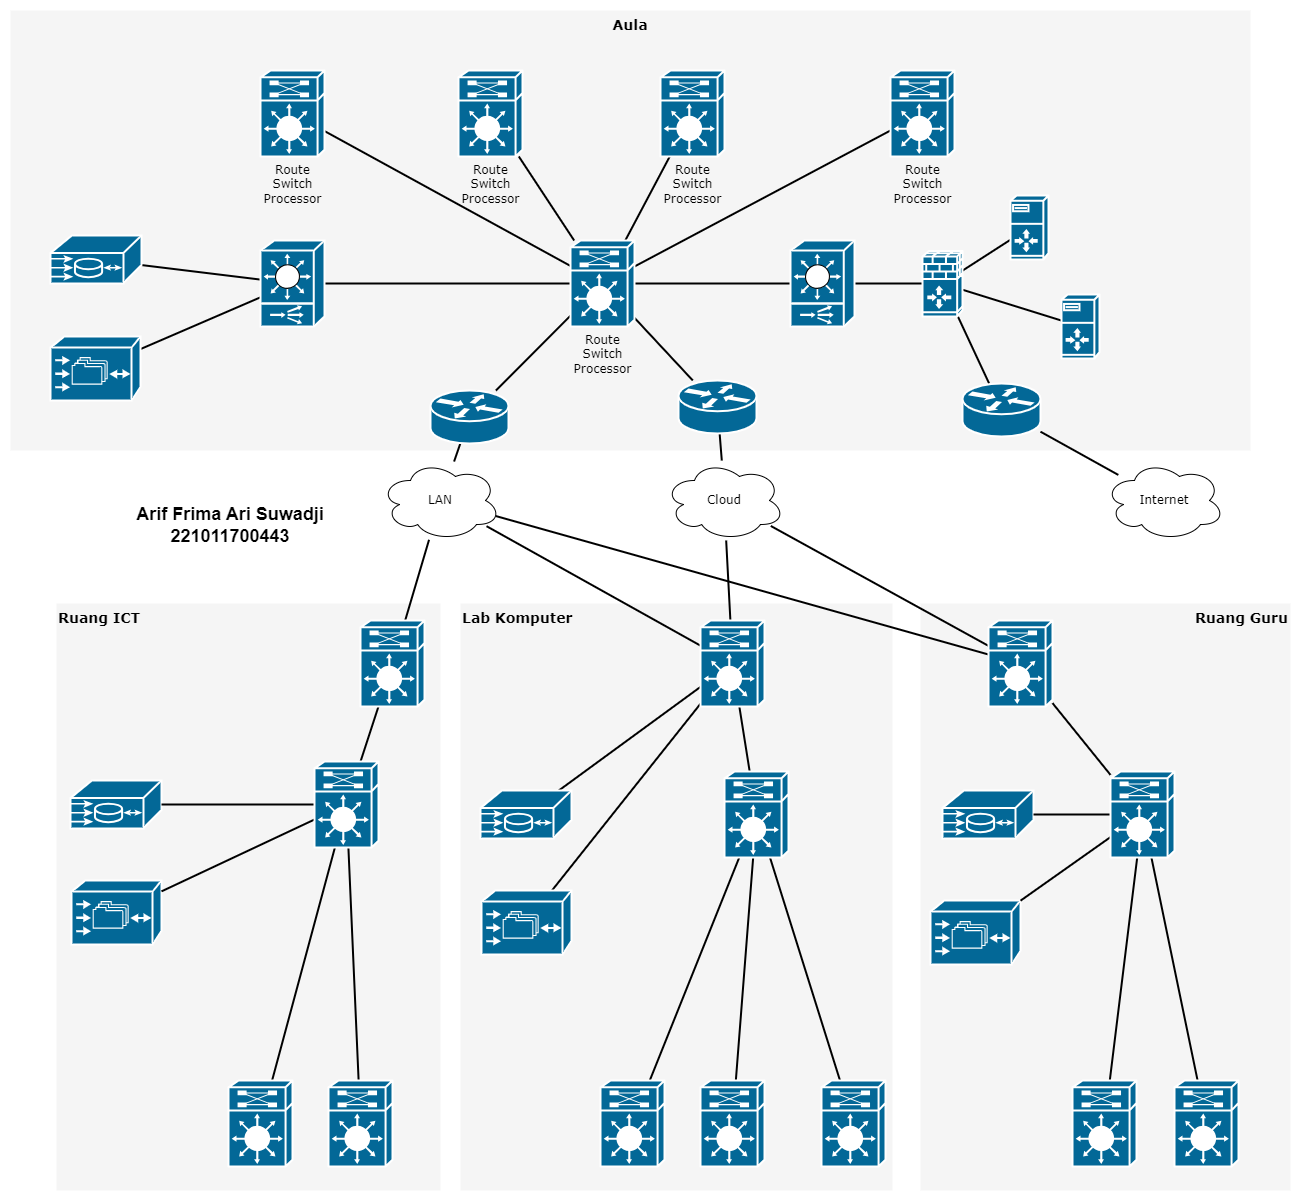 Aula
Route
Switch
Processor
Route
Switch
Processor
Route
Switch
Processor
Route
Switch
Processor
Route
Switch
Processor
LAN
Cloud
Internet
Arif Frima Ari Suwadji
221011700443
Ruang ICT
Lab Komputer
Ruang Guru